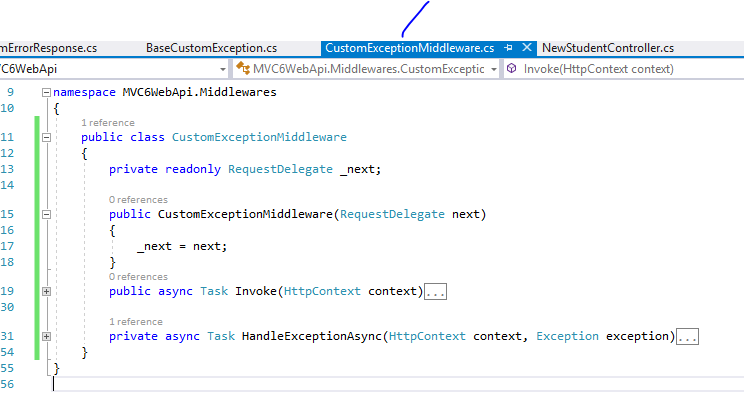 mErrorResponse.cs BaseCustomException.cs CustomExceptionMiddleware.cs NewStudentController.cs
VC6WebApi MVC6WebApi.Middlewares.CustomExceptic Invoke(HttpContext context)
9 namespace MVC6WebApi.Middlewares
10 {
1 reference
11 public class CustomExceptionMiddleware
12 {
13 private readonly RequestDelegate _next;
14
0 references
15 public CustomExceptionMiddleware(RequestDelegate next)
16 {
17 _next = next;
18 }
0 references
19 public async Task Invoke(HttpContext context)...
30
1 reference
31 private async Task HandleExceptionAsync(HttpContext context, Exception exception)...
54 }
55 }
56